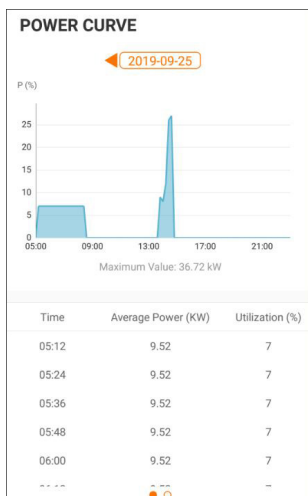 POWER CURVE
2019-09-25
P (%)
25
20
15
10
5
0
05:00 09:00 13:00 17:00 21:00
Maximum Value: 36.72 kW
Time Average Power (KW) Utilization (%)
05:12 9.52 7
05:24 9.52 7
05:36 9.52 7
05:48 9.52 7
06:00 9.52 7